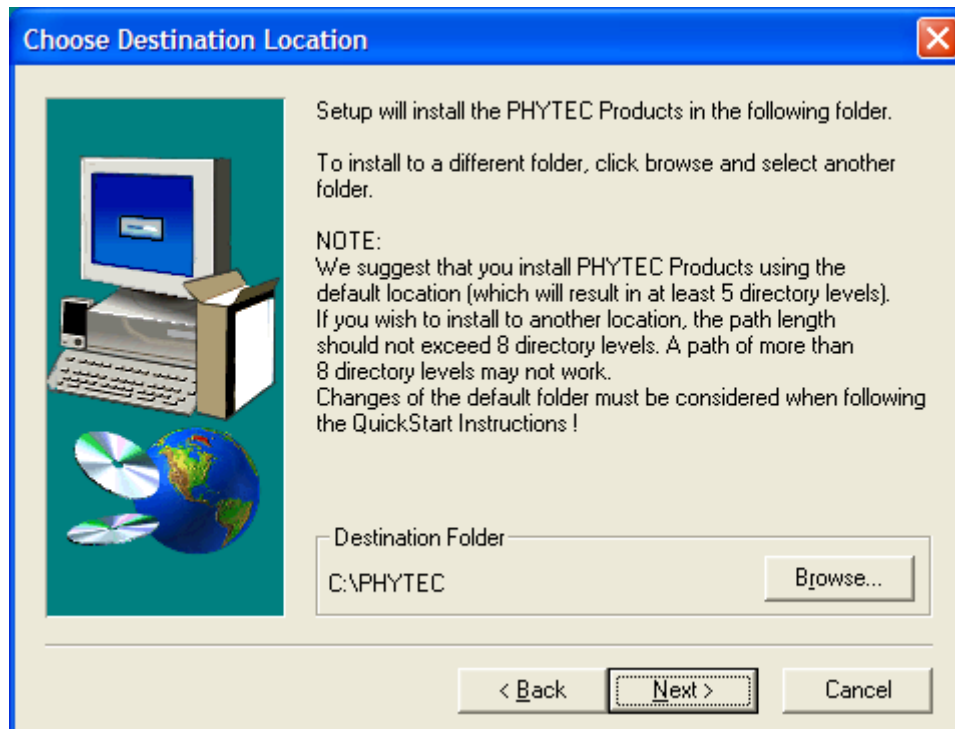 Choose Destination Location
Setup will install the PHYTEC Products in the following folder.
To install to a different folder, click browse and select another
folder.
NOTE:
We suggest that you install PHYTEC Products using the
default location (which will result in at least 5 directory levels).
If you wish to install to another location, the path length
should not exceed 8 directory levels. A path of more than
8 directory levels may not work.
Changes of the default folder must be considered when following
the QuickStart Instructions !
Destination Folder
C:\PHYTEC
Browse...
< Back
Next >
Cancel